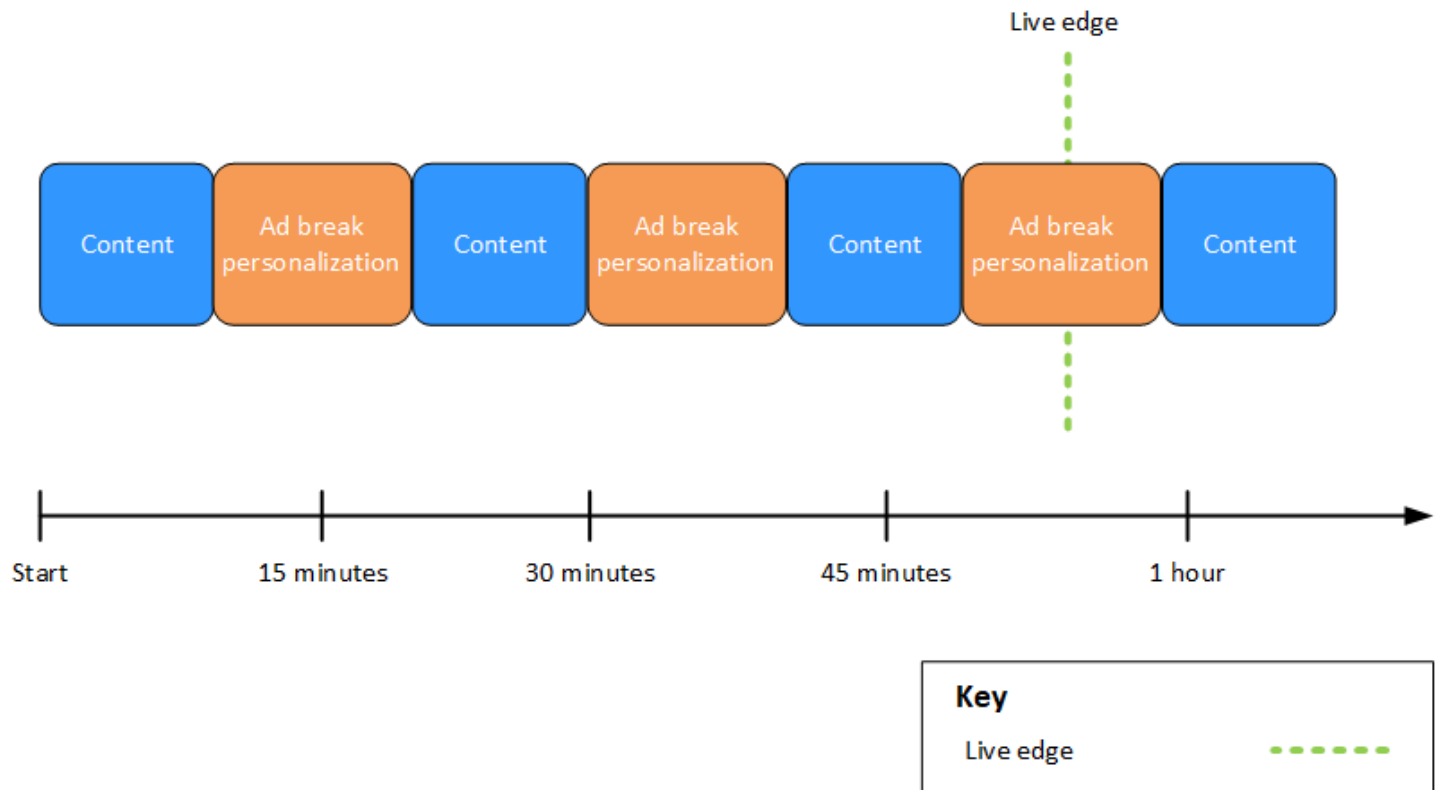 Live edge
Content
Ad break
personalization
Content
Ad break
personalization
Content
Ad break
personalization
Content
Start
15 minutes
30 minutes
45 minutes
1 hour
Key
Live edge